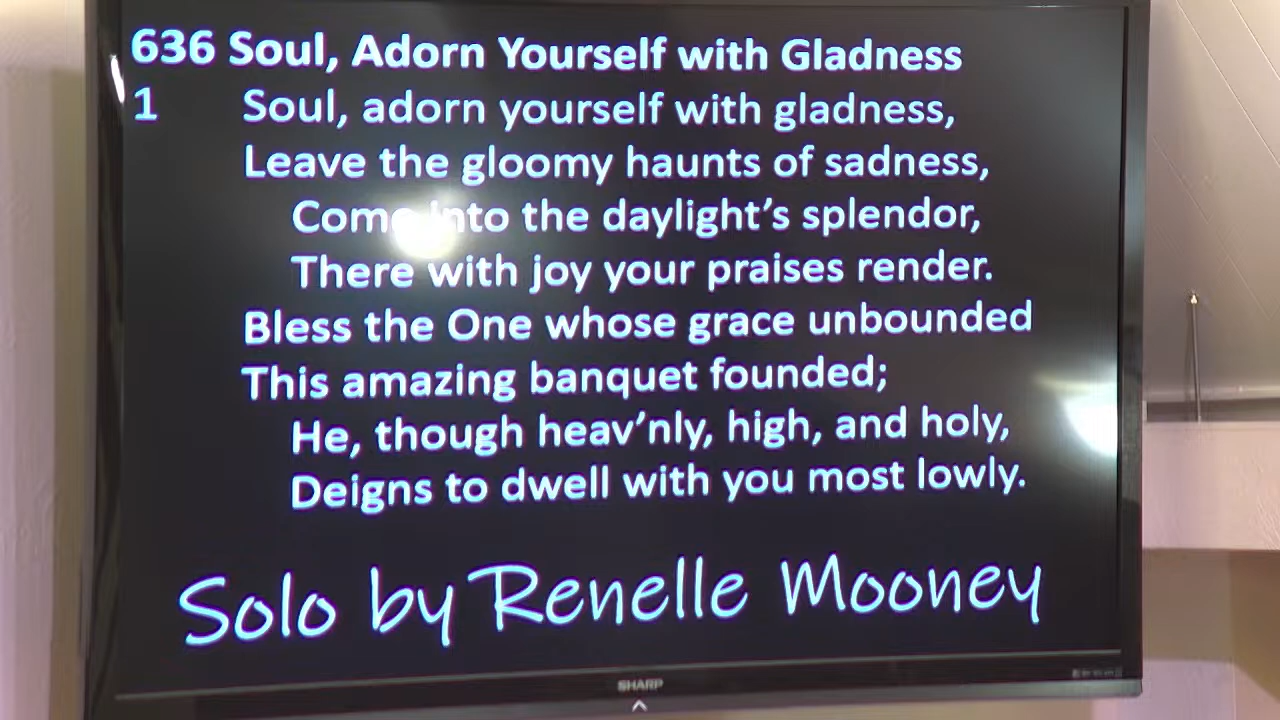 636 Soul, Adorn Yourself with Gladness
1 Soul, adorn yourself with gladness,
Leave the gloomy haunts of sadness,
Come into the daylight’s splendor,
There with joy your praises render.
Bless the One whose grace unbounded
This amazing banquet founded;
He, though heav’nly, high, and holy,
Deigns to dwell with you most lowly.
Solo by Renelle Mooney
SHARP